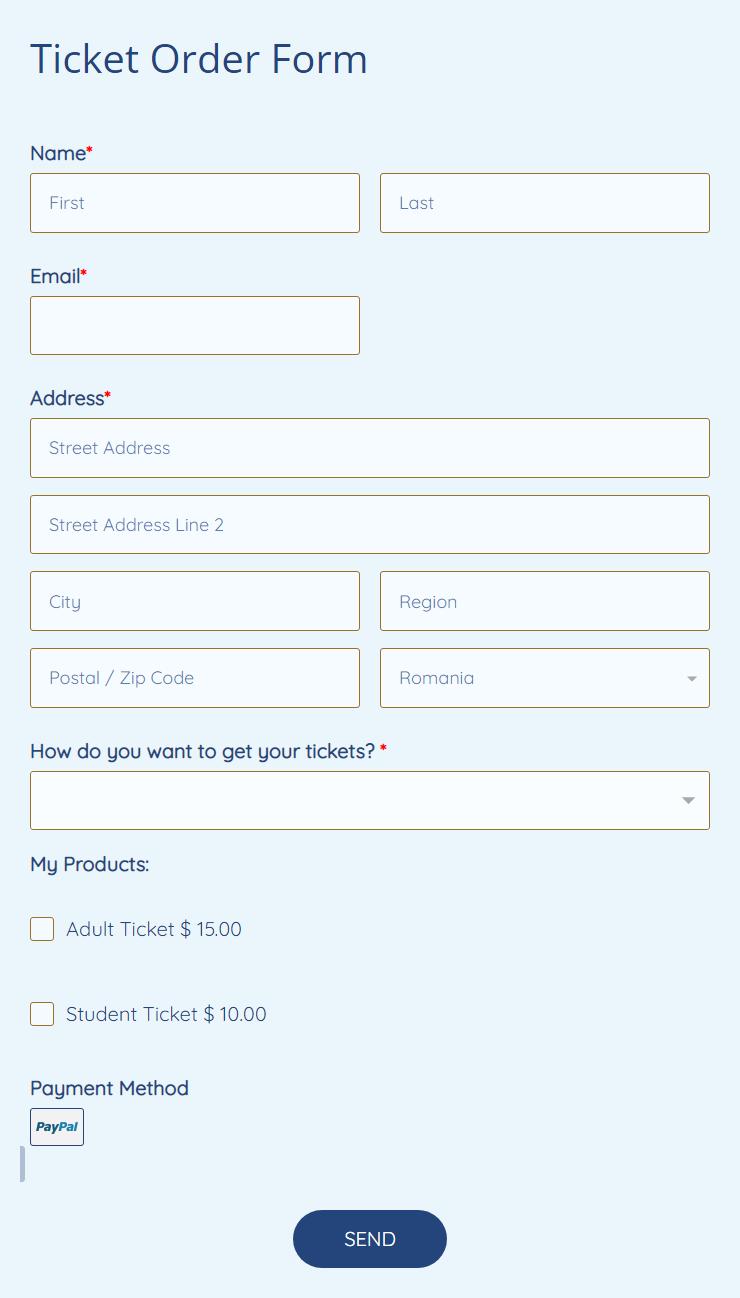 Ticket Order Form
Name*
First Last
Email*
Address*
Street Address
Street Address Line 2
City Region
Postal / Zip Code Romania
How do you want to get your tickets? *
My Products:
Adult Ticket $ 15.00
Student Ticket $ 10.00
Payment Method
PayPal
SEND